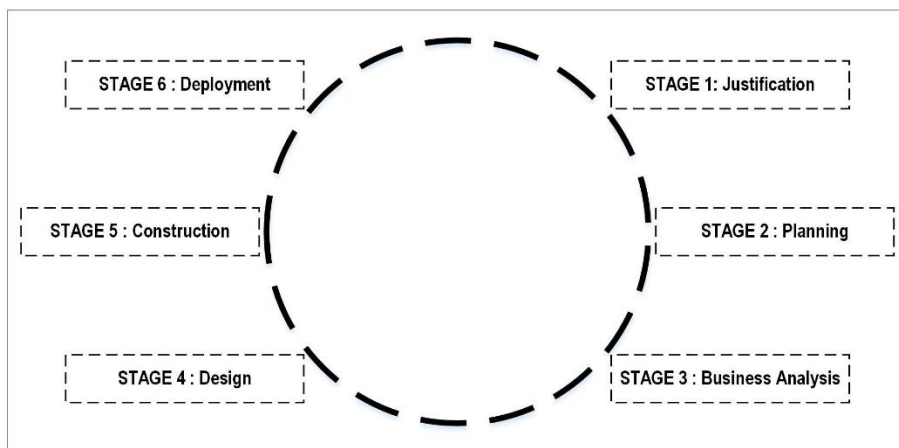 STAGE 1: Justification
STAGE 2 : Planning
STAGE 3 : Business Analysis
STAGE 4 : Design
STAGE 5 : Construction
STAGE 6 : Deployment